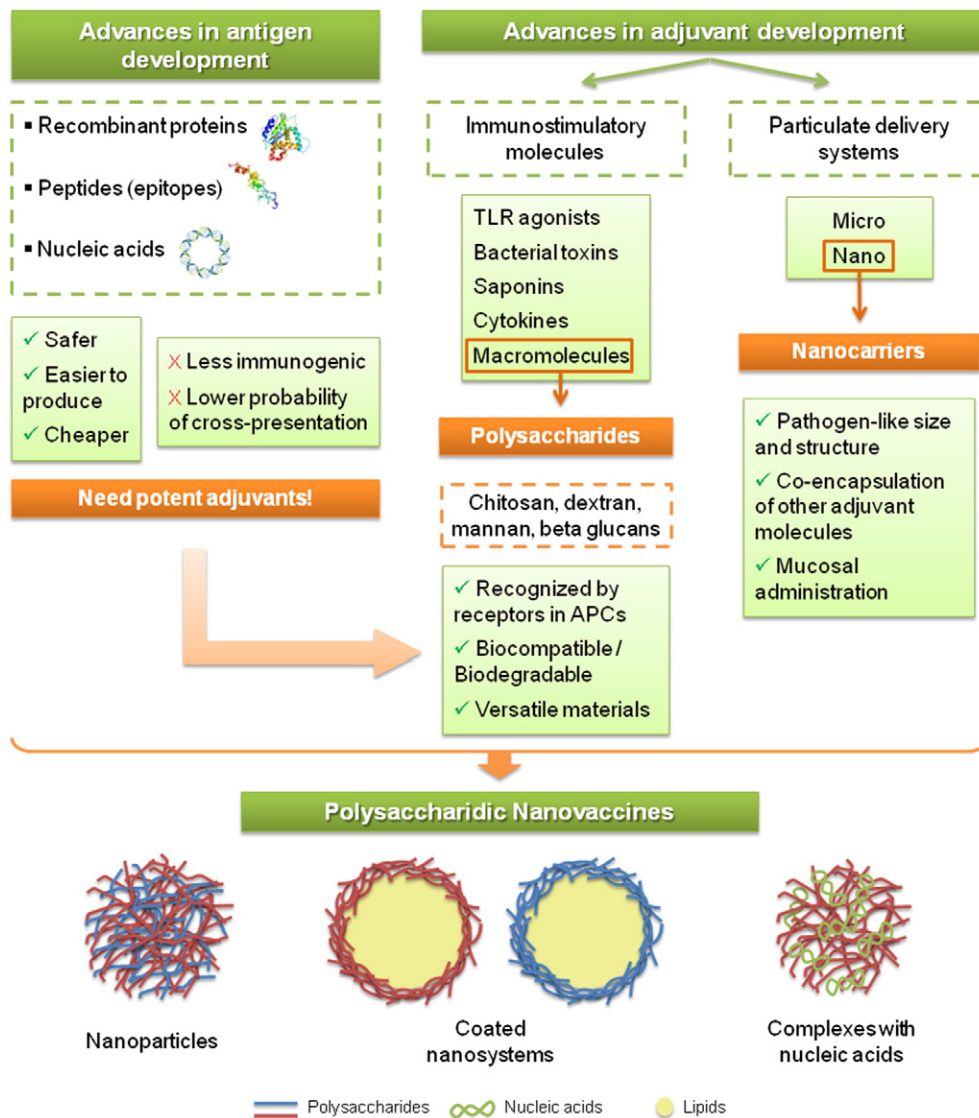 Advances in antigen
development
▪ Recombinant proteins
▪ Peptides (epitopes)
▪ Nucleic acids
✓ Safer
✓ Easier to
produce
✓ Cheaper
X Less immunogenic
X Lower probability
of cross-presentation
Need potent adjuvants!
Advances in adjuvant development
Immunostimulatory
molecules
TLR agonists
Bacterial toxins
Saponins
Cytokines
Macromolecules
Polysaccharides
Chitosan, dextran,
mannan, beta glucans
✓ Recognized by
receptors in APCs
✓ Biocompatible /
Biodegradable
✓ Versatile materials
Particulate delivery
systems
Micro
Nano
Nanocarriers
✓ Pathogen-like size
and structure
✓ Co-encapsulation
of other adjuvant
molecules
✓ Mucosal
administration
Polysaccharidic Nanovaccines
Nanoparticles
Coated
nanosystems
Complexes with
nucleic acids
Polysaccharides
Nucleic acids
Lipids